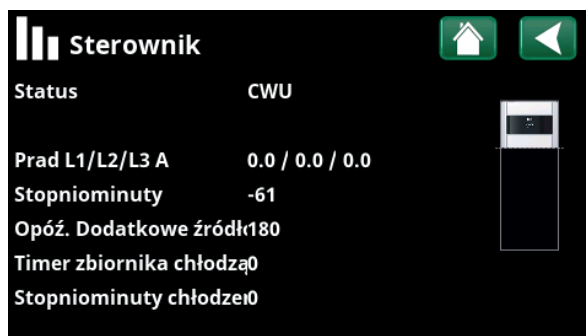 Sterownik
Status CWU
Prad L1/L2/L3 A 0.0 / 0.0 / 0.0
Stopniominuty -61
Opóź. Dodatkowe źródł 180
Timer zbiornika chłodzą 0
Stopniominuty chłodze 0